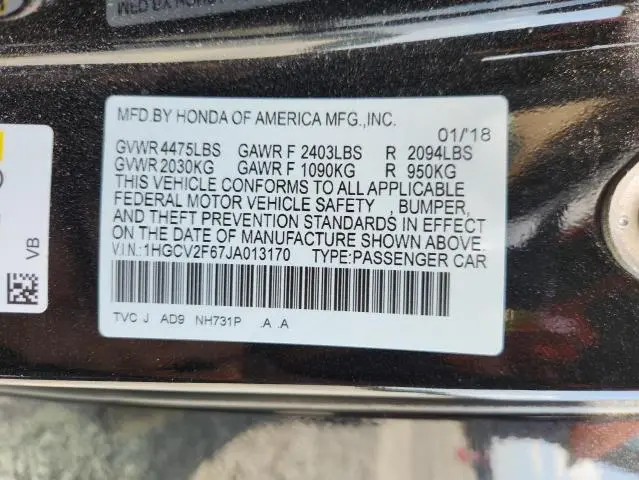 MFD.BY HONDA OF AMERICA MFG.,INC.
01/'18
GVWR 4475LBS GAWR F 2403LBS R 2094LBS
GVWR 2030KG GAWR F 1090KG R 950KG
THIS VEHICLE CONFORMS TO ALL APPLICABLE
FEDERAL MOTOR VEHICLE SAFETY , BUMPER,
AND THEFT PREVENTION STANDARDS IN EFFECT
ON THE DATE OF MANUFACTURE SHOWN ABOVE.
V.I.N.:1HGCV2F67JA013170 TYPE:PASSENGER CAR
TVC J AD9 NH731P .A .A
VB